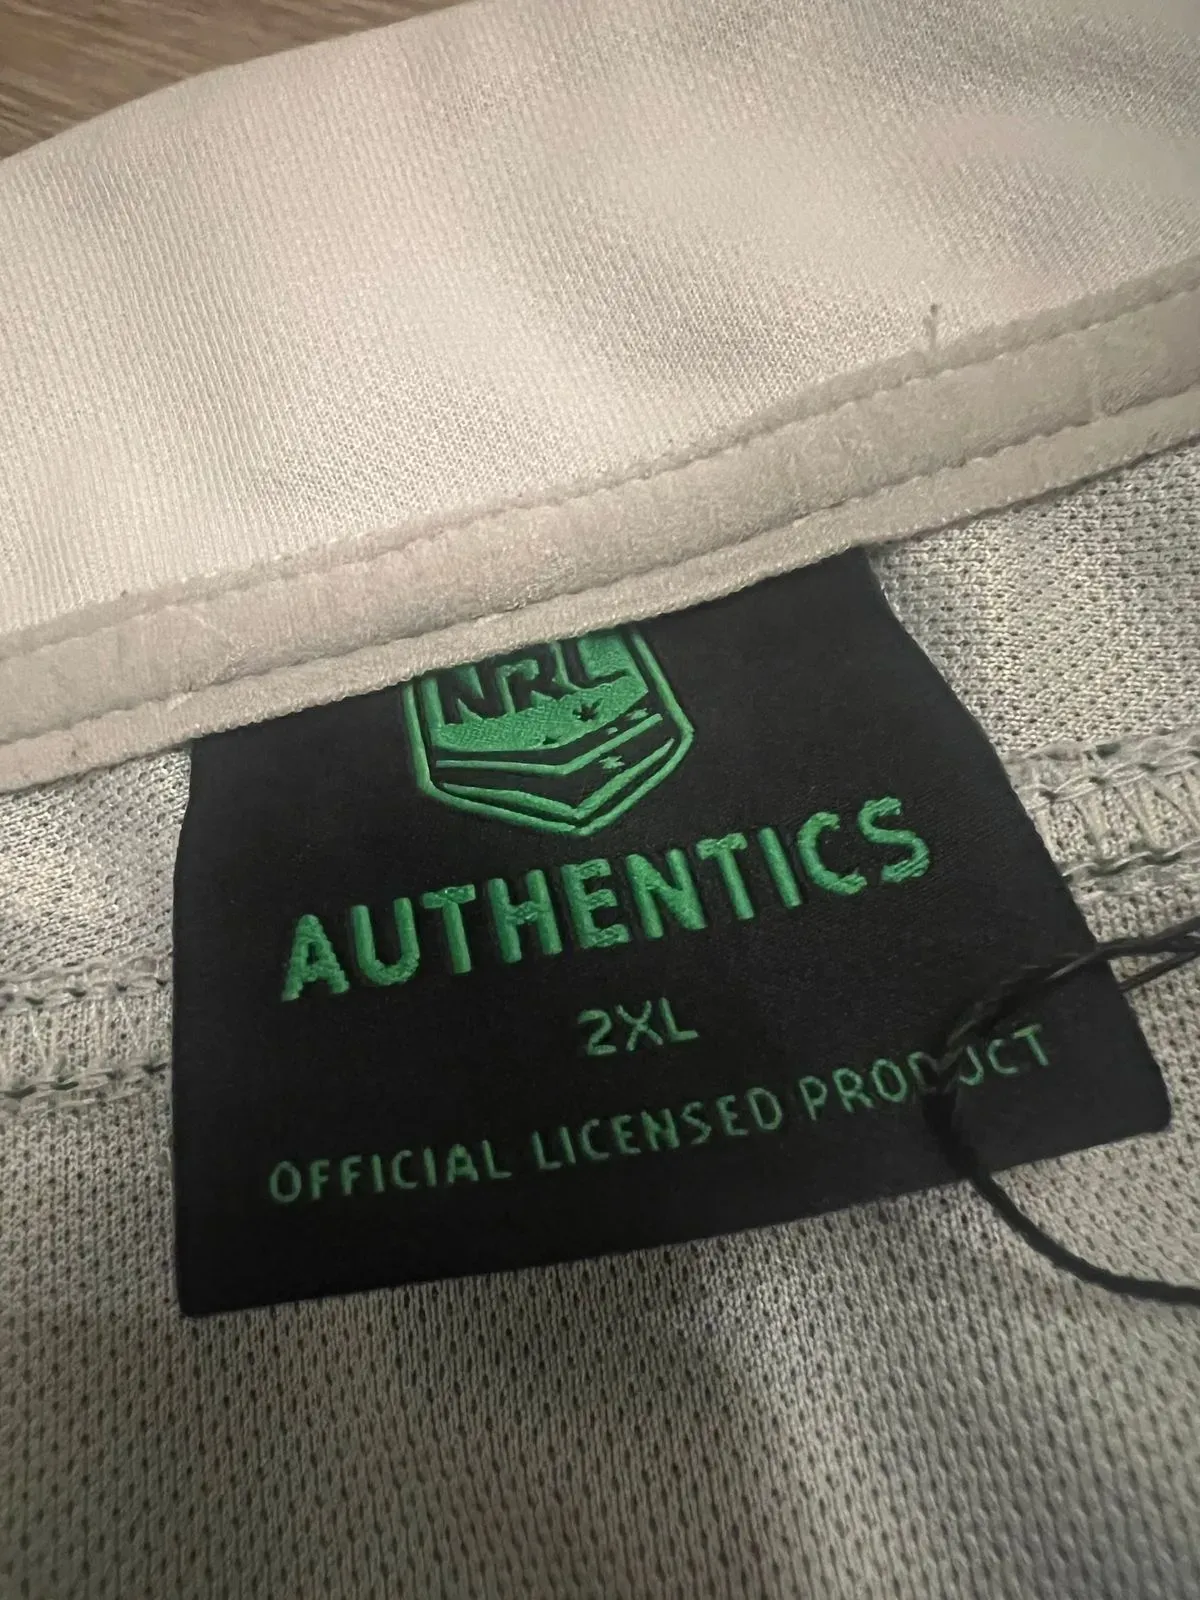 NRL
AUTHENTICS
2XL
OFFICIAL LICENSED PRODUCT